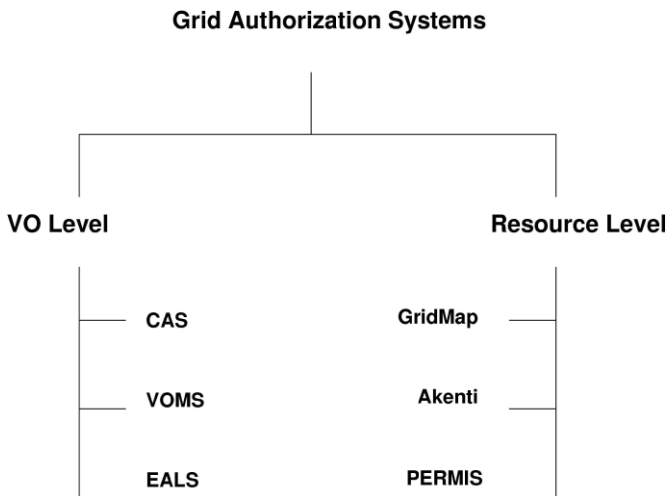 Grid Authorization Systems
VO Level
Resource Level
CAS
GridMap
VOMS
Akenti
EALS
PERMIS